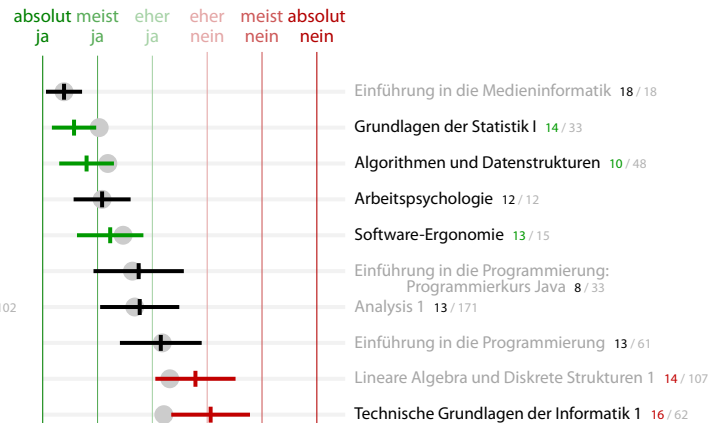 absolut meist eher eher meist absolut
ja ja ja nein nein nein
Einführung in die Medieninformatik 18 / 18
Grundlagen der Statistik I 14 / 33
Algorithmen und Datenstrukturen 10 / 48
Arbeitspsychologie 12 / 12
Software-Ergonomie 13 / 15
Einführung in die Programmierung:
Programmierkurs Java 8 / 33
102 Analysis 1 13 / 171
Einführung in die Programmierung 13 / 61
Lineare Algebra und Diskrete Strukturen 1 14 / 107
Technische Grundlagen der Informatik 1 16 / 62